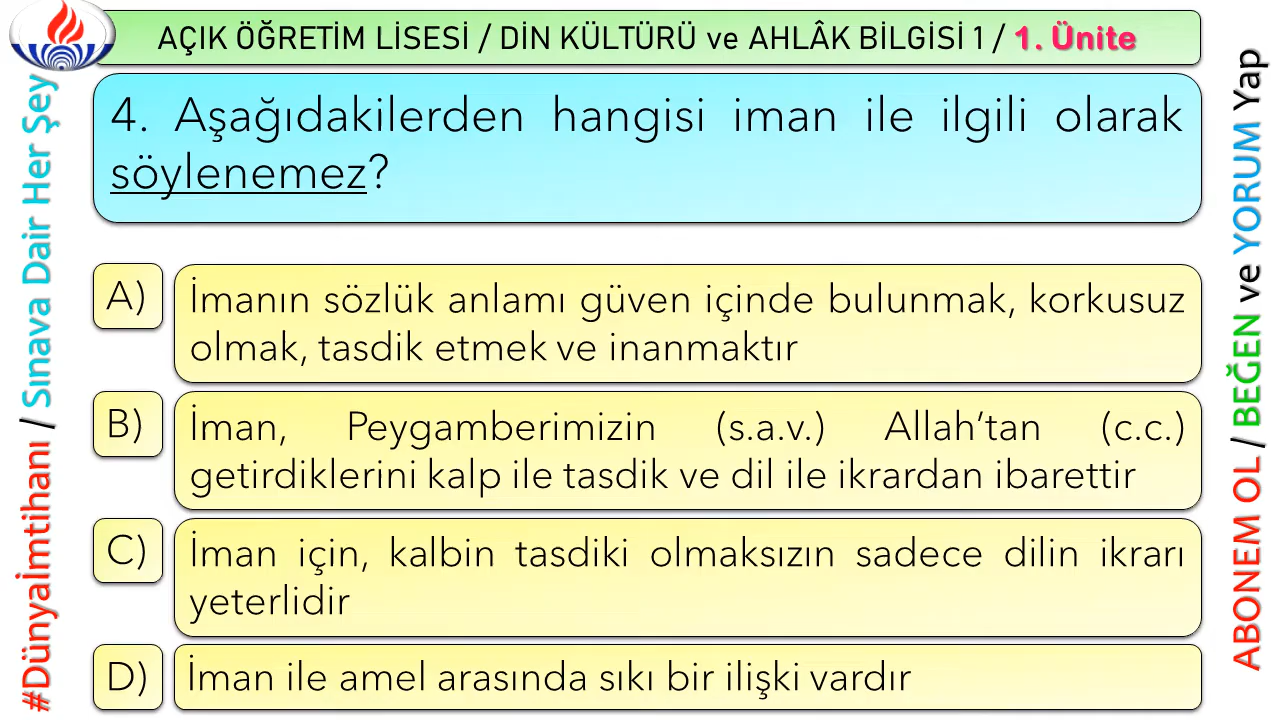 AÇIK ÖĞRETİM LİSESİ / DİN KÜLTÜRÜ ve AHLÂK BİLGİSİ 1 / 1. Ünite
4. Aşağıdakilerden hangisi iman ile ilgili olarak
söylenemez?
A)
İmanın sözlük anlamı güven içinde bulunmak, korkusuz
olmak, tasdik etmek ve inanmaktır
B)
İman, Peygamberimizin (s.a.v.) Allah’tan (c.c.)
getirdiklerini kalp ile tasdik ve dil ile ikrardan ibarettir
C)
İman için, kalbin tasdiki olmaksızın sadece dilin ikrarı
yeterlidir
D)
İman ile amel arasında sıkı bir ilişki vardır
#Dünyaİmtihanı / Sınava Dair Her Şey
ABONEM OL / BEĞEN ve YORUM Yap